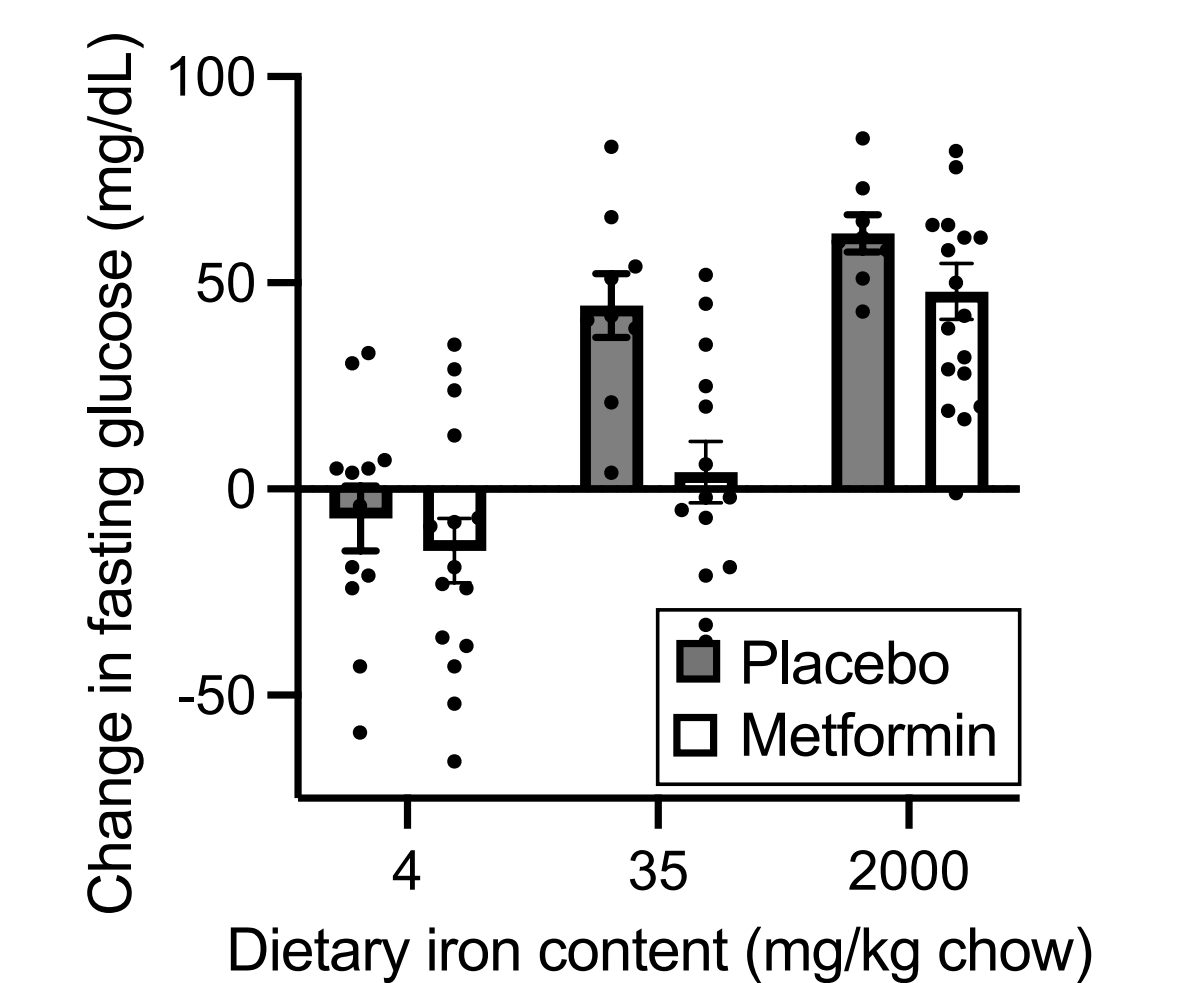 Change in fasting glucose (mg/dL)
100
50
0
-50
Placebo
Metformin
4 35 2000
Dietary iron content (mg/kg chow)